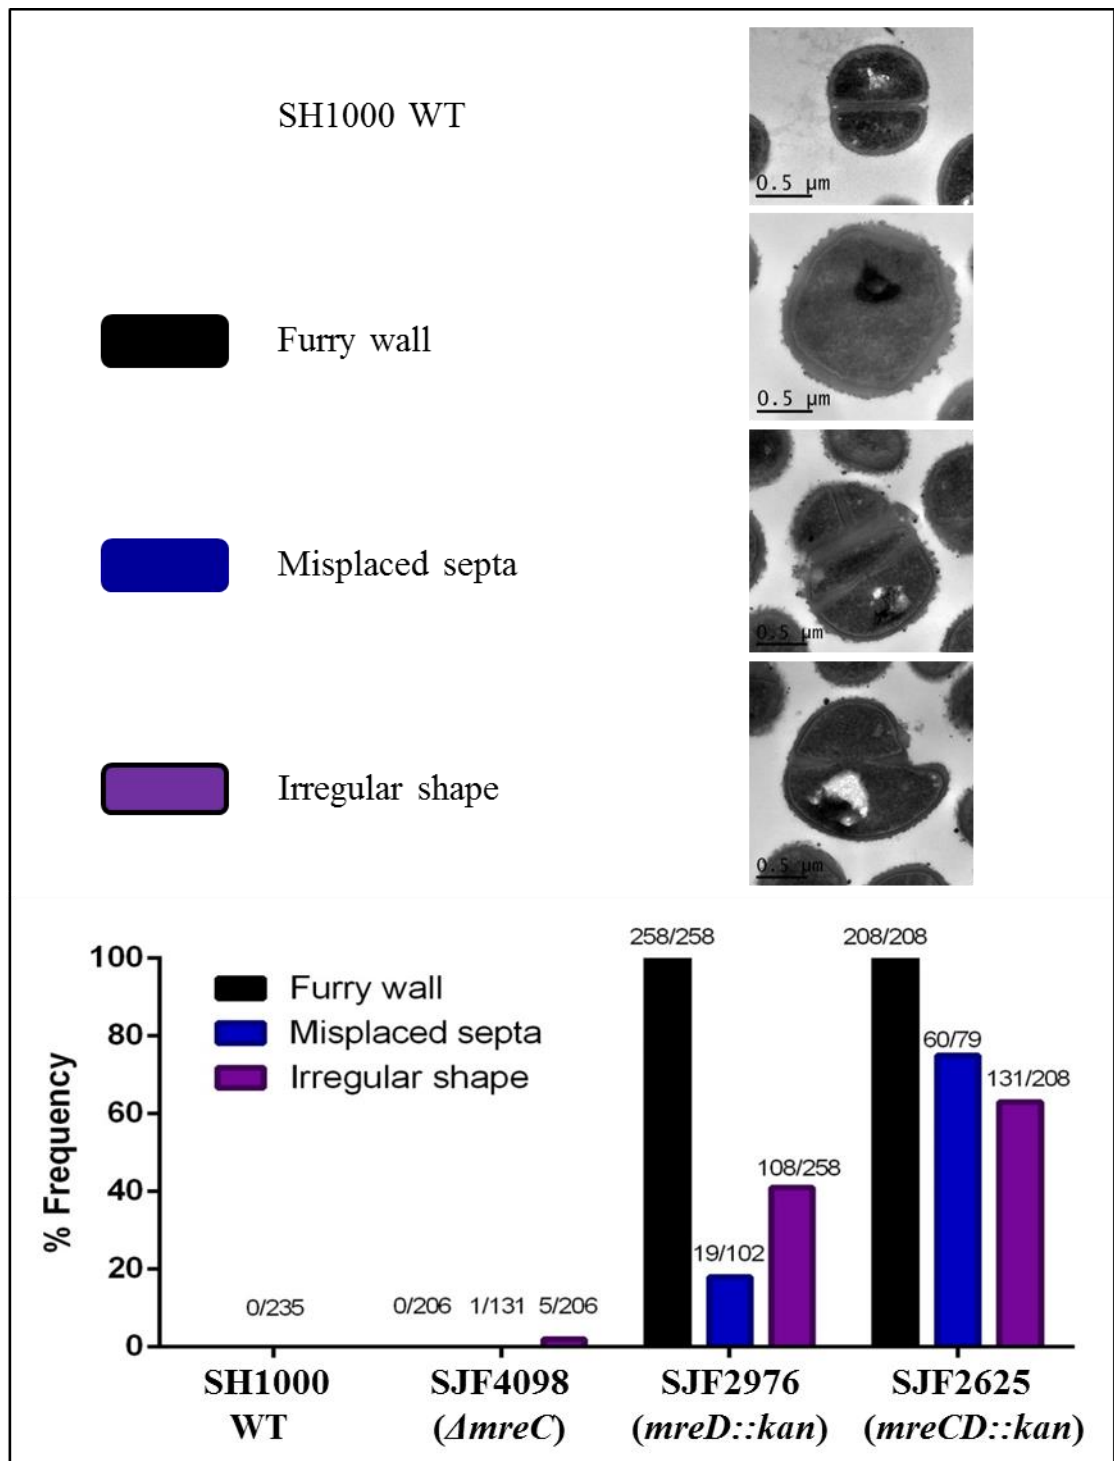 SH1000 WT
0.5 µm
Furry wall
0.5 µm
Misplaced septa
0.5 µm
Irregular shape
0.5 µm
258/258 208/208
100
Furry wall
80
Misplaced septa
60/79
Irregular shape
131/208
60
% Frequency
108/258
40
19/102
20
0/235 0/206 1/131 5/206
0
SH1000 SJF4098 SJF2976 SJF2625
WT (ΔmreC) (mreD::kan) (mreCD::kan)